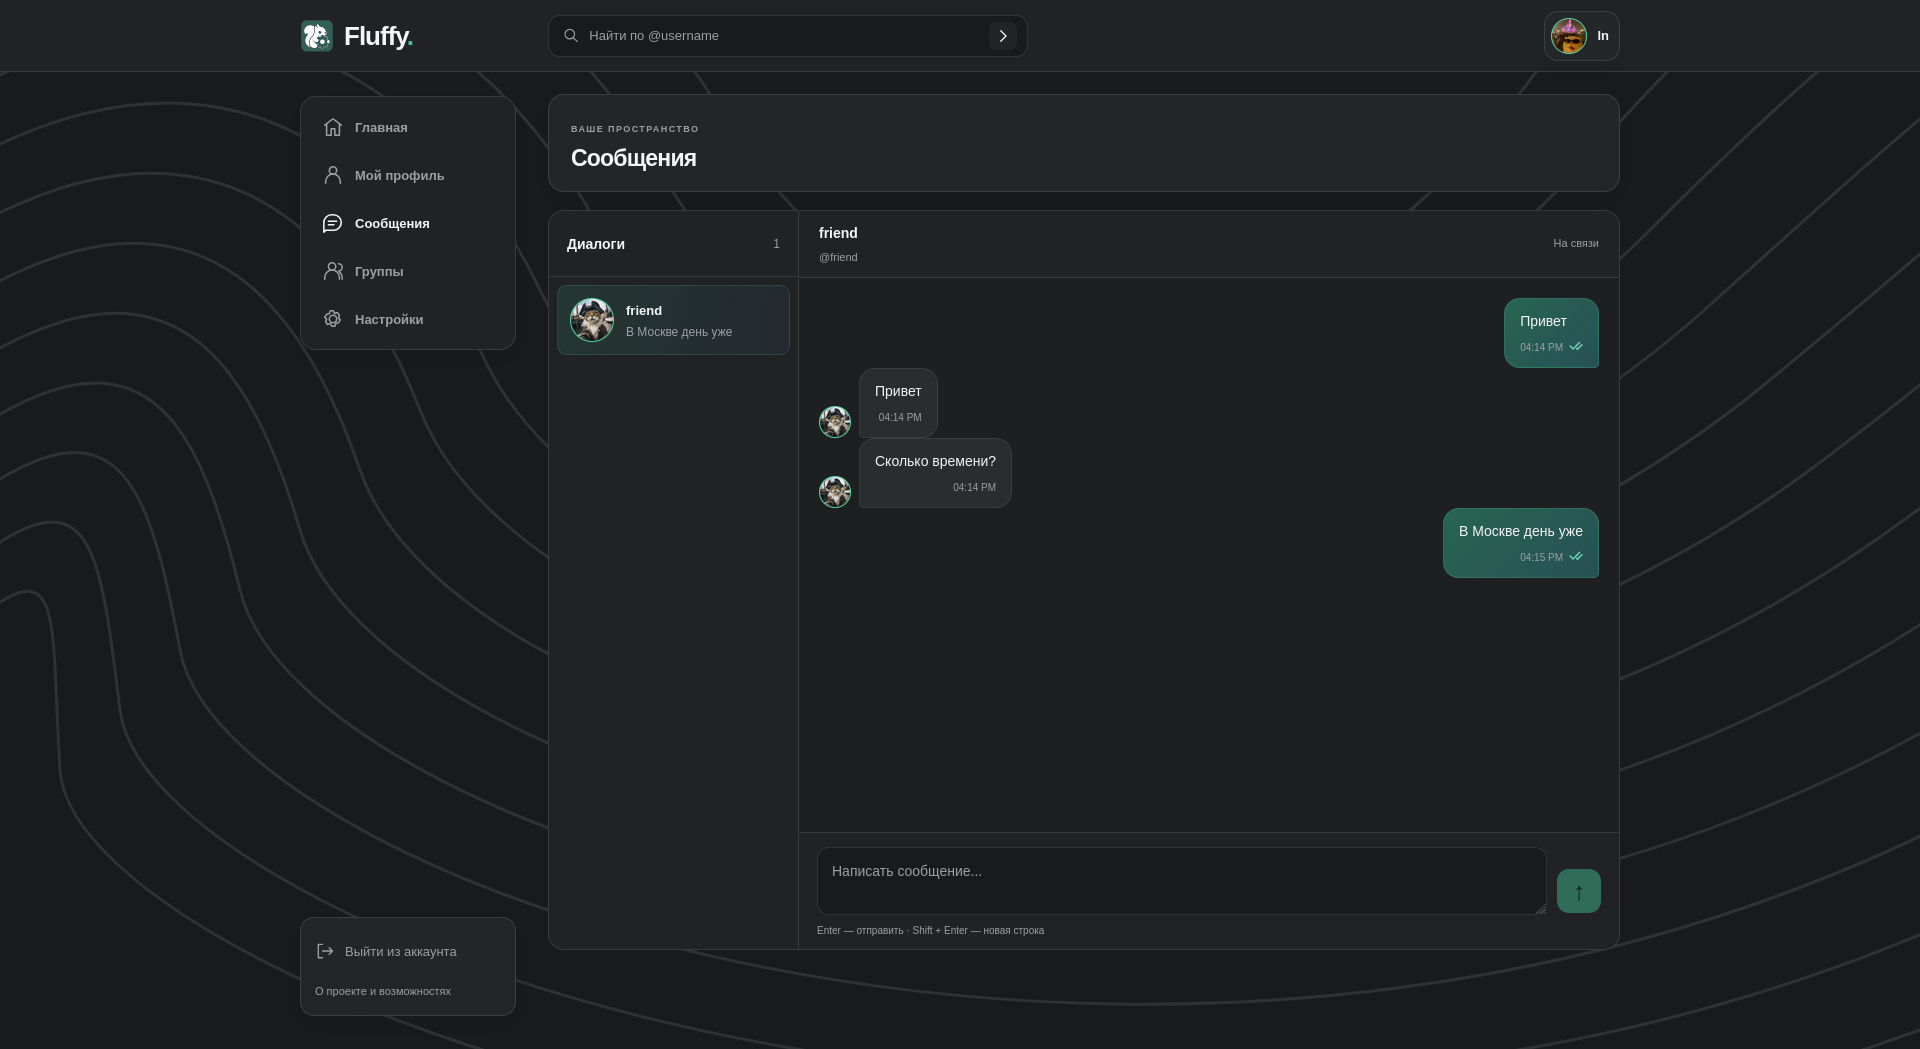 Fluffy.
Найти по @username
In
Главная
Мой профиль
Сообщения
Группы
Настройки
Выйти из аккаунта
О проекте и возможностях
ВАШЕ ПРОСТРАНСТВО
Сообщения
Диалоги 1
friend
В Москве день уже
friend
@friend
На связи
Привет
04:14 PM
Привет
04:14 PM
Сколько времени?
04:14 PM
В Москве день уже
04:15 PM
Написать сообщение...
↑
Enter — отправить · Shift + Enter — новая строка